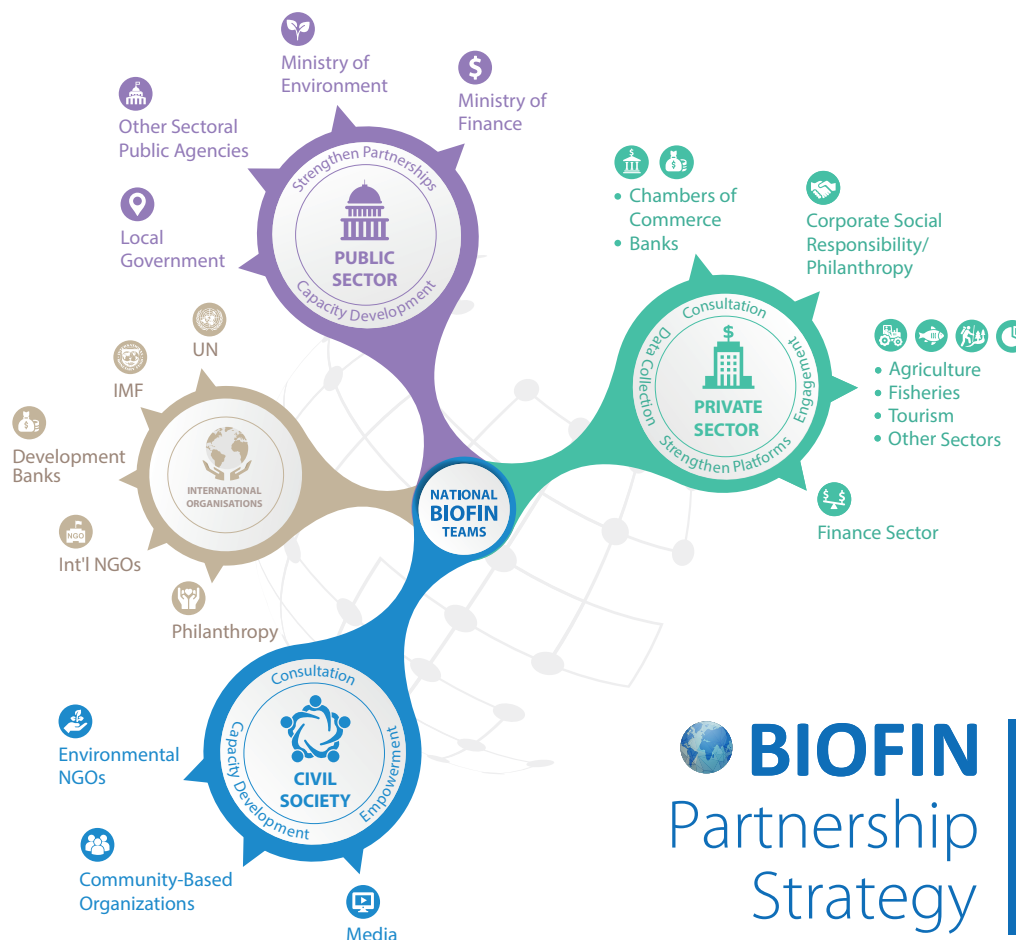 Ministry of
Environment
Ministry of
Finance
Other Sectoral
Public Agencies
Local
Government
Strengthen Partnerships
PUBLIC
SECTOR
Capacity Development
• Chambers of
Commerce
• Banks
Corporate Social
Responsibility/
Philanthropy
• Agriculture
• Fisheries
• Tourism
• Other Sectors
Finance Sector
Consultation
Data Collection
Engagement
PRIVATE
SECTOR
Strengthen Platforms
UN
IMF
Development
Banks
NGO
Int'l NGOs
Philanthropy
INTERNATIONAL
ORGANISATIONS
NATIONAL
BIOFIN
TEAMS
Consultation
Capacity Development
Empowerment
CIVIL
SOCIETY
Environmental
NGOs
Community-Based
Organizations
Media
BIOFIN
Partnership
Strategy